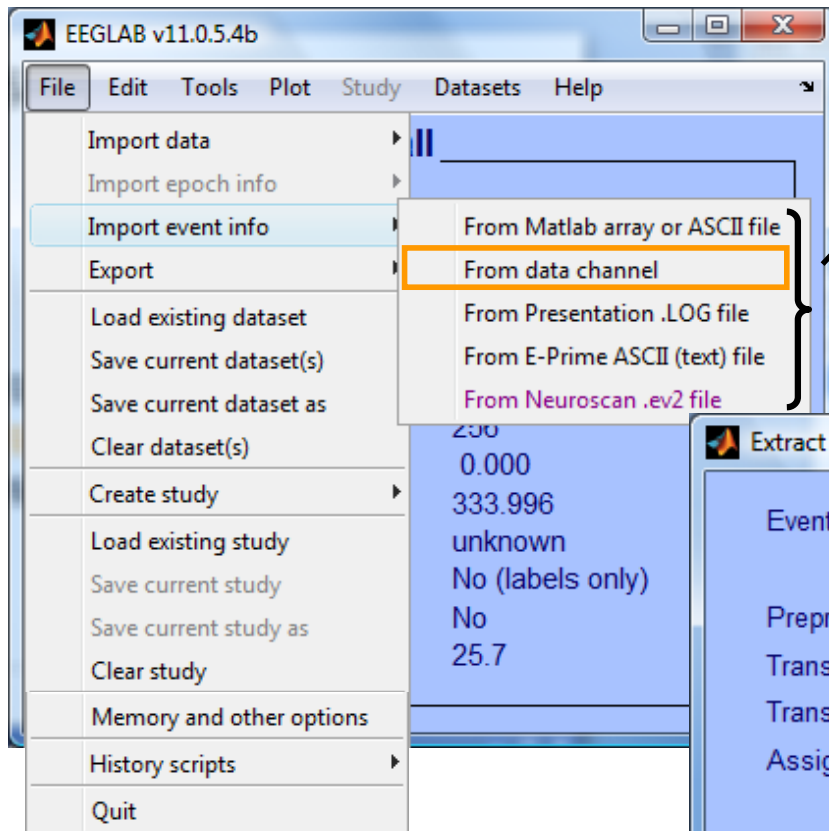 EEGLAB v11.0.5.4b
File Edit Tools Plot Study Datasets Help
Import data
Import epoch info
Import event info
Export
Load existing dataset
Save current dataset(s)
Save current dataset as
Clear dataset(s)
Create study
Load existing study
Save current study
Save current study as
Clear study
Memory and other options
History scripts
Quit
From Matlab array or ASCII file
From data channel
From Presentation .LOG file
From E-Prime ASCII (text) file
From Neuroscan .ev2 file
256
0.000
333.996
unknown
No (labels only)
No
25.7
Extract
Event